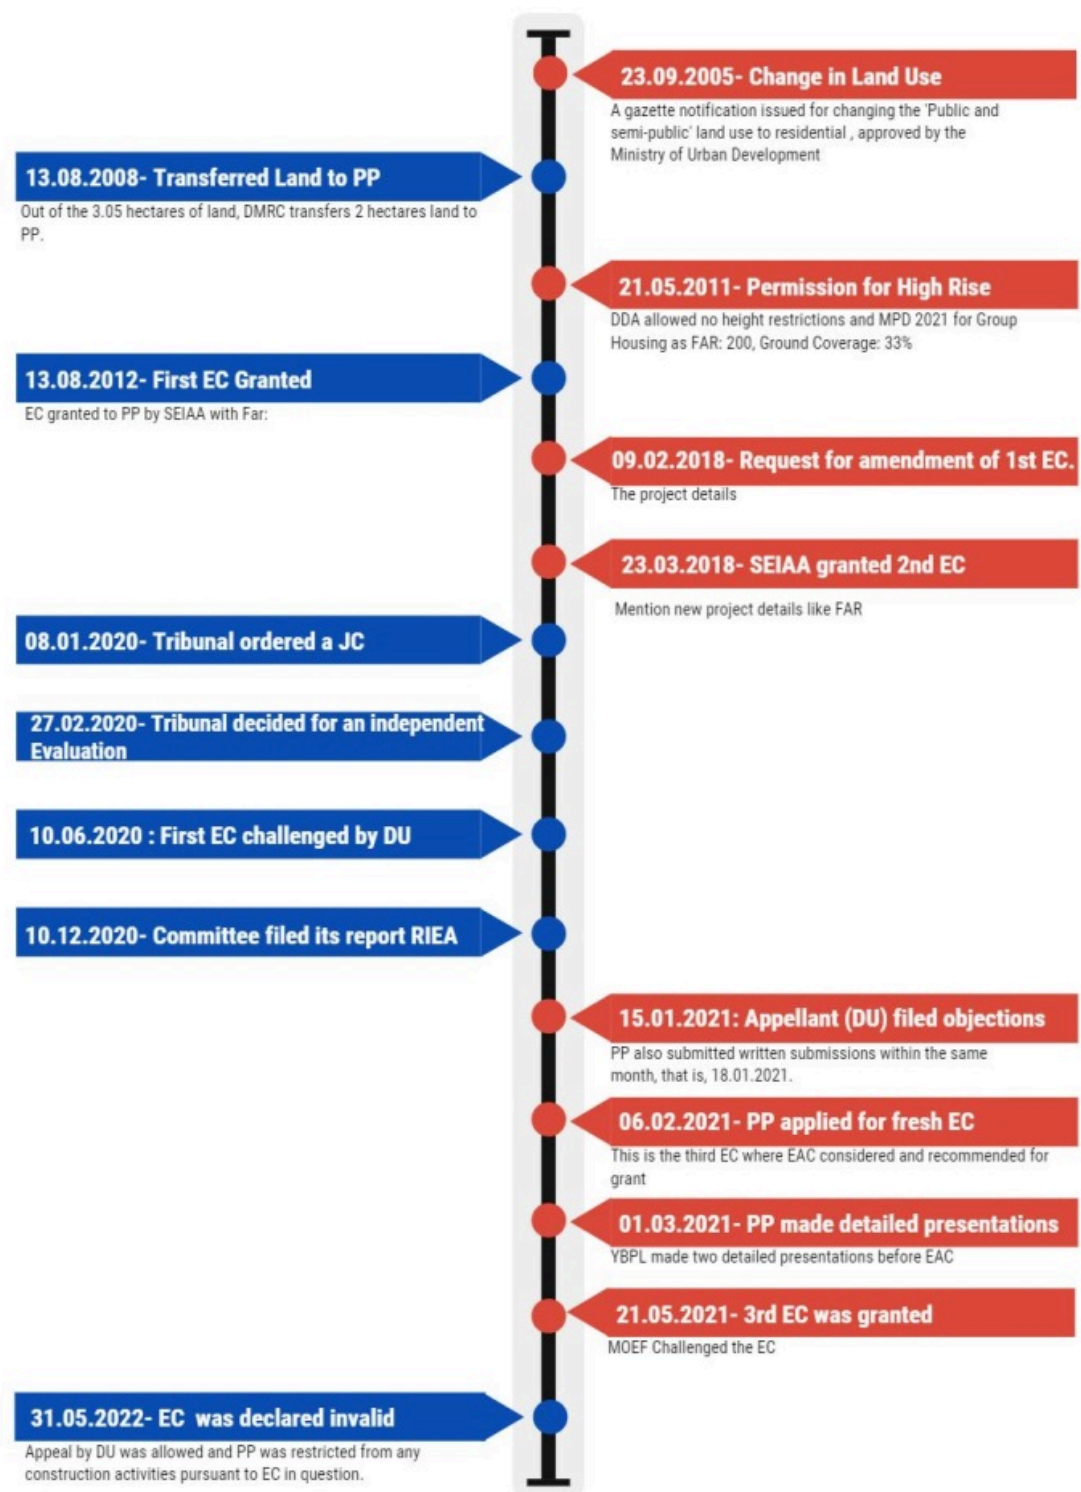 23.09.2005- Change in Land Use
A gazette notification issued for changing the 'Public and
semi-public' land use to residential , approved by the
Ministry of Urban Development
13.08.2008- Transferred Land to PP
Out of the 3.05 hectares of land, DMRC transfers 2 hectares land to
PP.
21.05.2011- Permission for High Rise
DDA allowed no height restrictions and MPD 2021 for Group
Housing as FAR: 200, Ground Coverage: 33%
13.08.2012- First EC Granted
EC granted to PP by SEIAA with Far:
09.02.2018- Request for amendment of 1st EC.
The project details
23.03.2018- SEIAA granted 2nd EC
Mention new project details like FAR
08.01.2020- Tribunal ordered a JC
27.02.2020- Tribunal decided for an independent
Evaluation
10.06.2020 : First EC challenged by DU
10.12.2020- Committee filed its report RIEA
15.01.2021: Appellant (DU) filed objections
PP also submitted written submissions within the same
month, that is, 18.01.2021.
06.02.2021- PP applied for fresh EC
This is the third EC where EAC considered and recommended for
grant
01.03.2021- PP made detailed presentations
YBPL made two detailed presentations before EAC
21.05.2021- 3rd EC was granted
MOEF Challenged the EC
31.05.2022- EC  was declared invalid
Appeal by DU was allowed and PP was restricted from any
construction activities pursuant to EC in question.